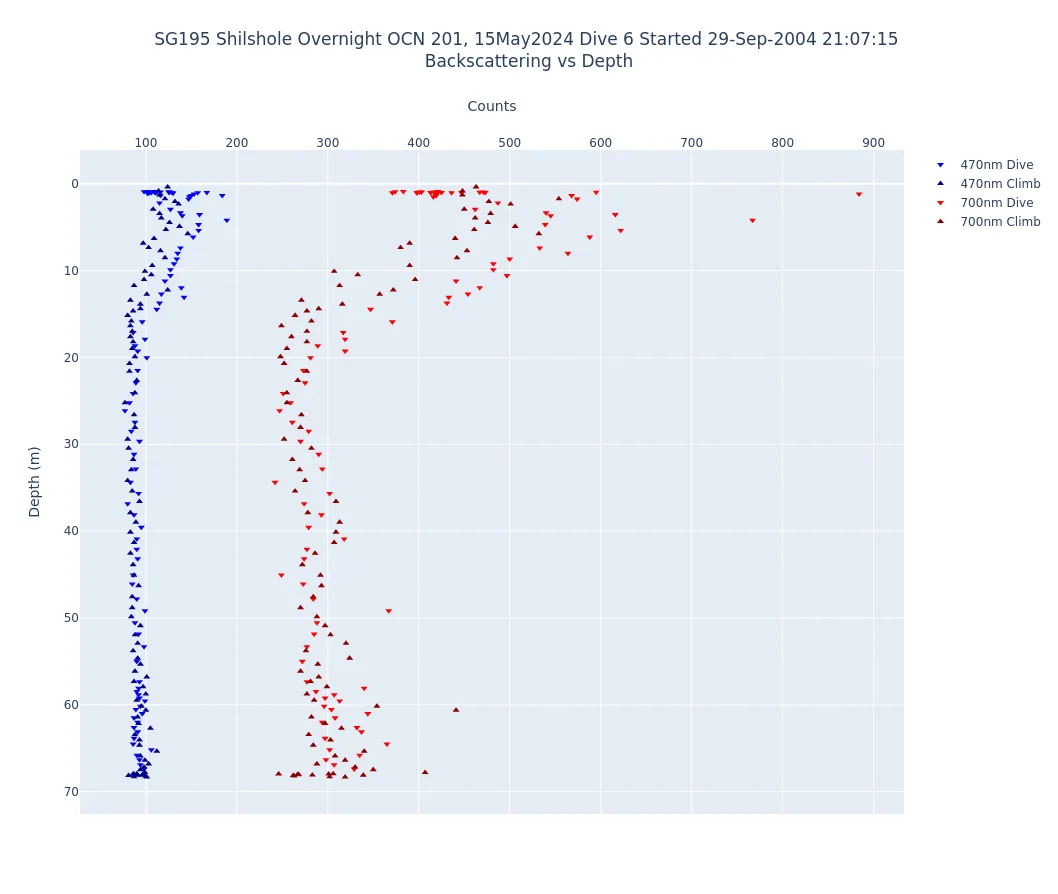 SG195 Shilshole Overnight OCN 201, 15May2024 Dive 6 Started 29-Sep-2004 21:07:15
Backscattering vs Depth
Counts
100 200 300 400 500 600 700 800 900
0
10
20
30
40
50
60
70
Depth (m)
470nm Dive
470nm Climb
700nm Dive
700nm Climb